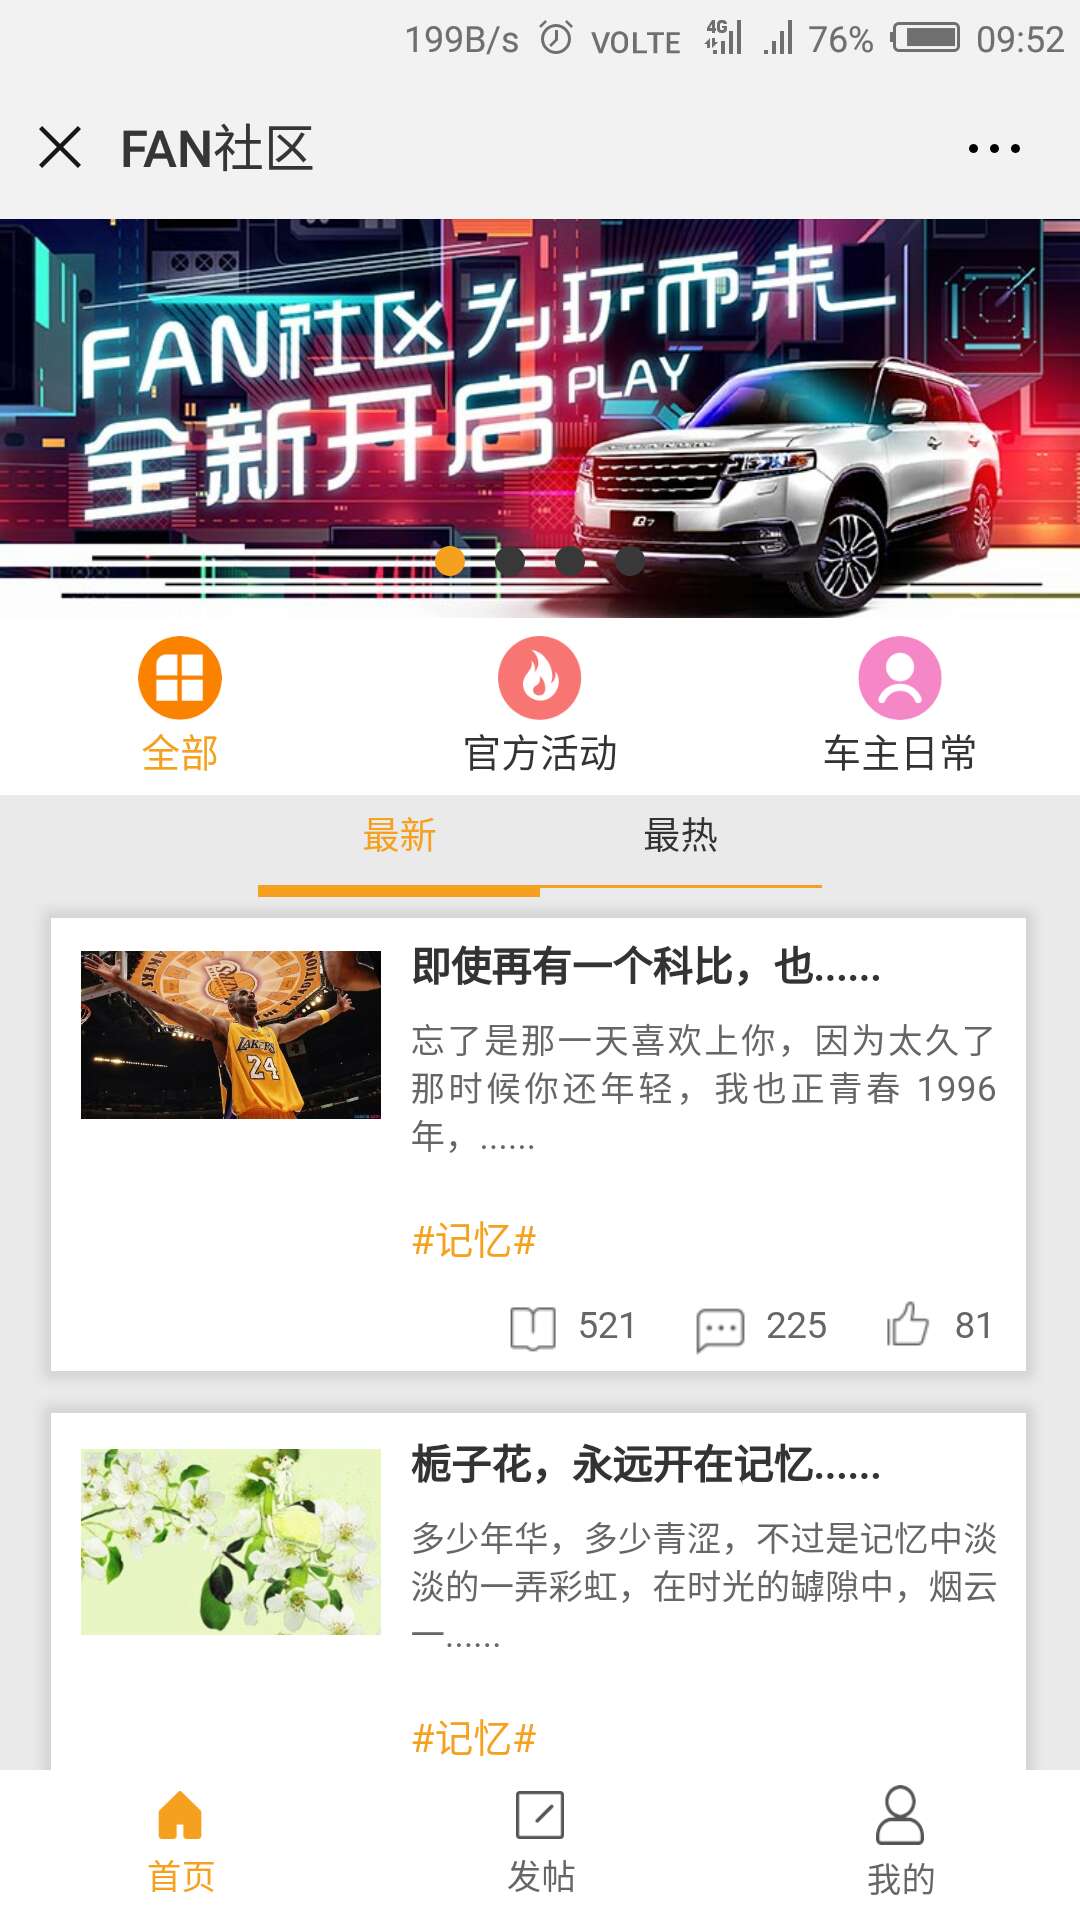 199B/s VOLTE 4G 76% 09:52
FAN社区
FAN社区为玩而来
PLAY
全新开启
全部 官方活动 车主日常
最新 最热
即使再有一个科比，也......
忘了是那一天喜欢上你，因为太久了
那时候你还年轻，我也正青春 1996
年，......
LAKERS
24
#记忆#
521 225 81
栀子花，永远开在记忆......
多少年华，多少青涩，不过是记忆中淡
淡的一弄彩虹，在时光的罅隙中，烟云
一......
#记忆#
首页 发帖 我的